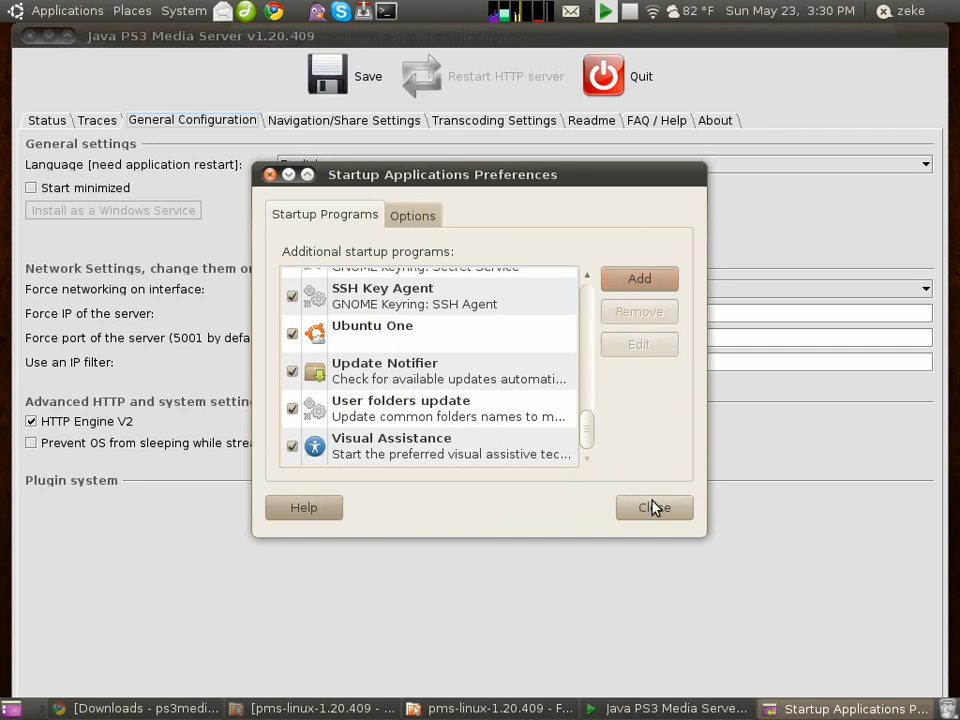 Applications Places System 82 °F Sun May 23, 3:30 PM zeke
Java PS3 Media Server v1.20.409
Save Restart HTTP server Quit
Status Traces General Configuration Navigation/Share Settings Transcoding Settings Readme FAQ / Help About
General settings
Language [need application restart]:
Start minimized
Install as a Windows Service
Network Settings, change them or
Force networking on interface:
Force IP of the server:
Force port of the server (5001 by defa
Use an IP filter:
Advanced HTTP and system settin
HTTP Engine V2
Prevent OS from sleeping while strea
Plugin system
Startup Applications Preferences
Startup Programs Options
Additional startup programs:
GNOME Keyring: Secret Service
SSH Key Agent
GNOME Keyring: SSH Agent
Ubuntu One
Update Notifier
Check for available updates automati...
User folders update
Update common folders names to m...
Visual Assistance
Start the preferred visual assistive tec...
Add
Remove
Edit
Help Close
[Downloads - ps3medi... [pms-linux-1.20.409 - ... pms-linux-1.20.409 - F... Java PS3 Media Serve... Startup Applications P...